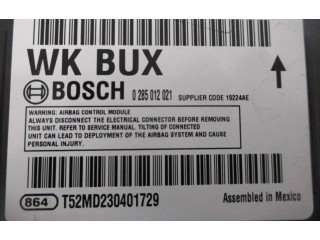 WK BUX
BOSCH 0 285 012 021 SUPPLIER CODE 19224AE
WARNING: AIRBAG CONTROL MODULE
ALWAYS DISCONNECT THE ELECTRICAL CONNECTOR BEFORE REMOVING
THIS UNIT. REFER TO SERVICE MANUAL. TILTING OF CONNECTED
UNIT CAN LEAD TO DEPLOYMENT OF THE AIRBAG SYSTEM AND CAUSE
PERSONAL INJURY.
864 T52MD230401729 Assembled in Mexico